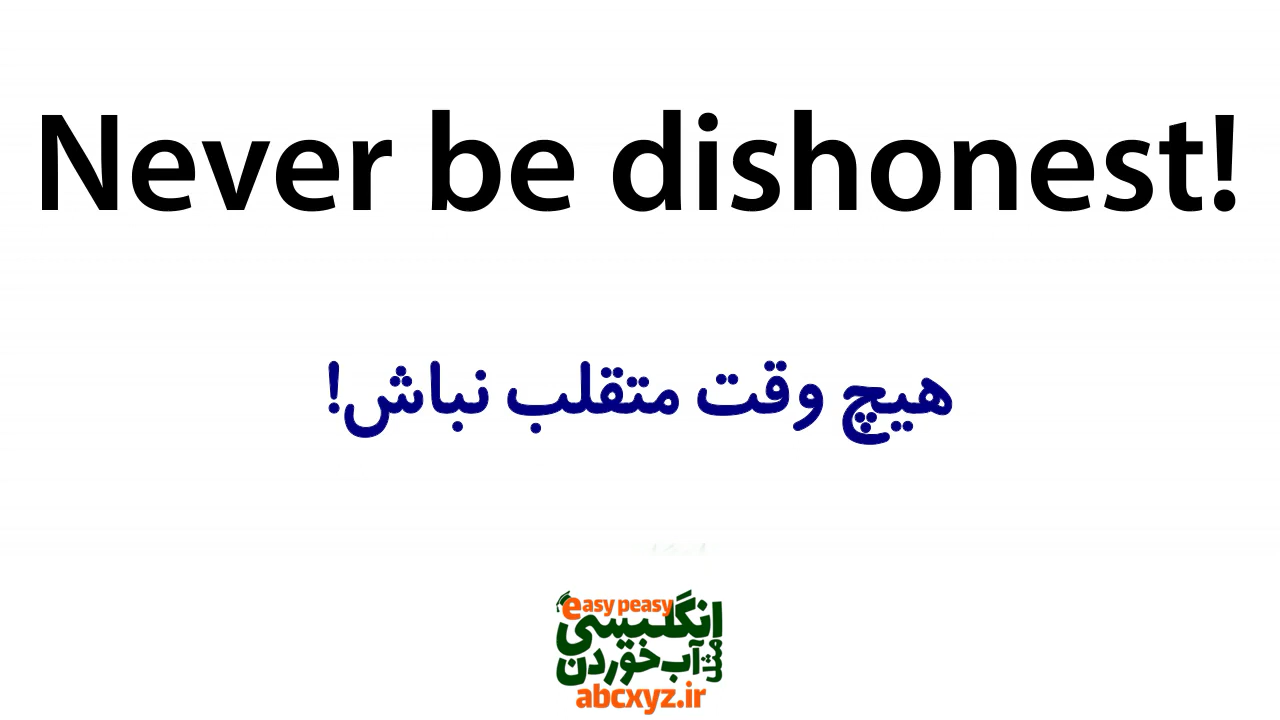 Never be dishonest!
هیچ وقت متقلب نباش!
easy peasy
انگلیسی
مثل آب خوردن
abcxyz.ir